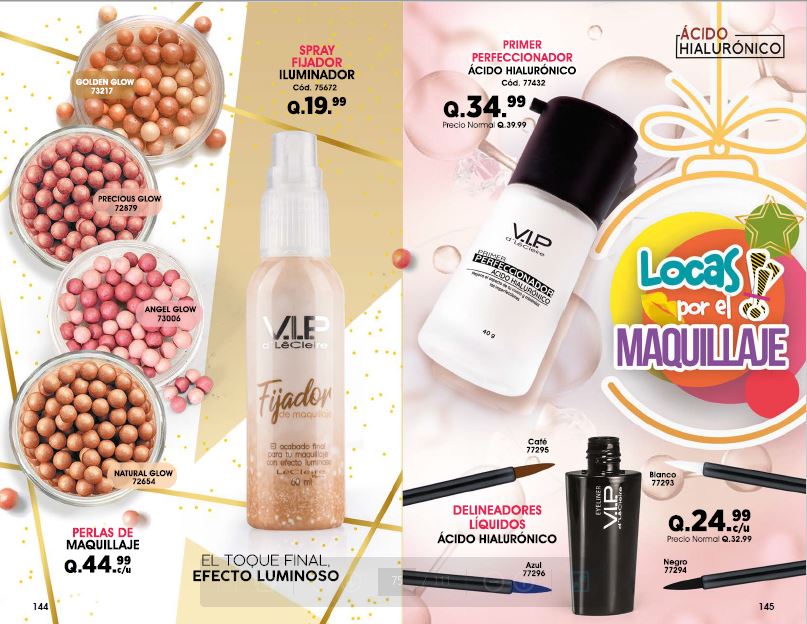 GOLDEN GLOW
73217
PRECIOUS GLOW
72879
ANGEL GLOW
73006
NATURAL GLOW
72654
PERLAS DE
MAQUILLAJE
Q.44.99 c/u
144
SPRAY
FIJADOR
ILUMINADOR
Cód. 75672
Q.19.99
V.I.P
d'LèCleire
Fijador
de maquillaje
El acabado final
para tu maquillaje
con efecto luminoso
LèCleire
60 ml
EL TOQUE FINAL,
EFECTO LUMINOSO
PRIMER
PERFECCIONADOR
ÁCIDO HIALURÓNICO
Cód. 77432
Q.34.99
Precio Normal Q.39.99
V.I.P
d'LèCleire
PRIMER
PERFECCIONADOR
ÁCIDO HIALURÓNICO
40 g
ÁCIDO
HIALURÓNICO
Locas!
por el
MAQUILLAJE
Café
77295
DELINEADORES
LÍQUIDOS
ÁCIDO HIALURÓNICO
Azul
77296
EYELINER
V.I.P
d'LèCleire
Blanco
77293
Q.24.99 c/u
Precio Normal Q.32.99
Negro
77294
145